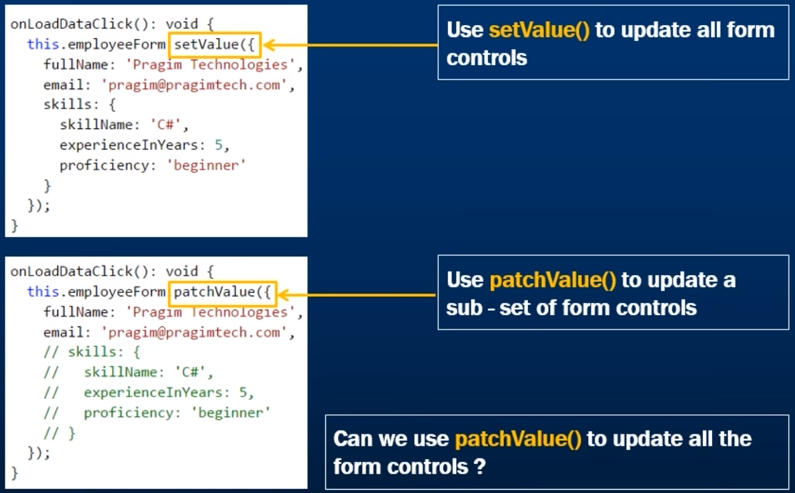 onLoadDataClick(): void {
this.employeeForm setValue({
fullName: 'Pragim Technologies',
email: 'pragim@pragimtech.com',
skills: {
skillName: 'C#',
experienceInYears: 5,
proficiency: 'beginner'
}
});
}
Use setValue() to update all form
controls
onLoadDataClick(): void {
this.employeeForm patchValue({
fullName: 'Pragim Technologies',
email: 'pragim@pragimtech.com',
// skills: {
//   skillName: 'C#',
//   experienceInYears: 5,
//   proficiency: 'beginner'
// }
});
}
Use patchValue() to update a
sub - set of form controls
Can we use patchValue() to update all the
form controls ?